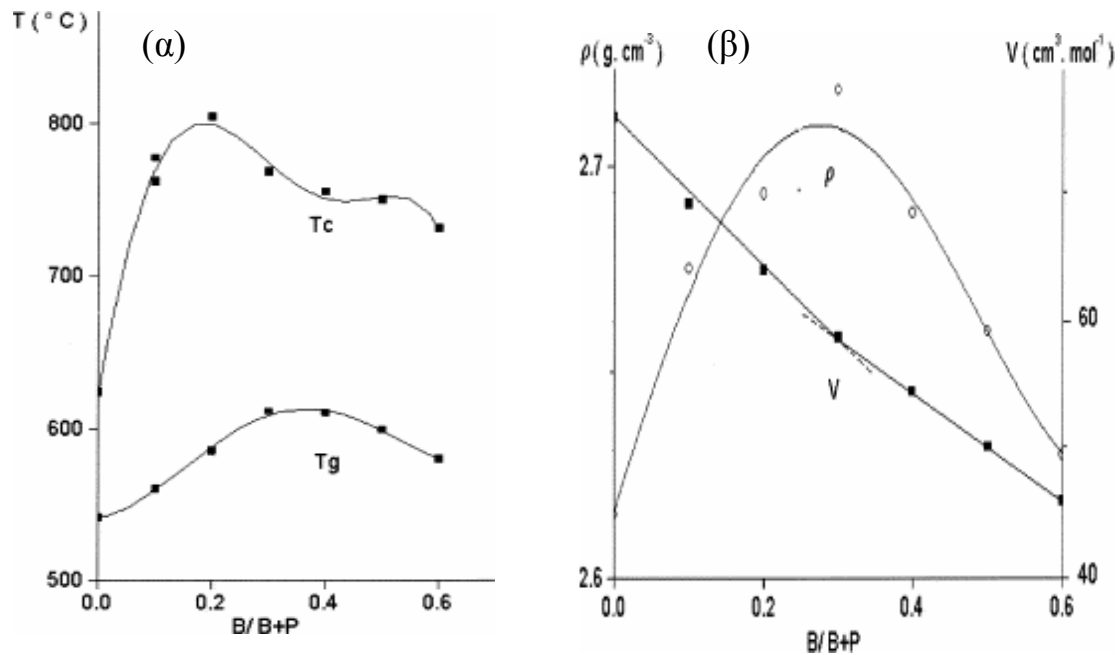 T ( ° C )
(α)
800
Tc
700
600
Tg
500
0.0 0.2 0.4 0.6
B/ B+P
ρ ( g. cm⁻³ )
(β)
V ( cm³. mol⁻¹ )
2.7
ρ
60
V
2.6
40
0.0 0.2 0.4 0.6
B/ B+P